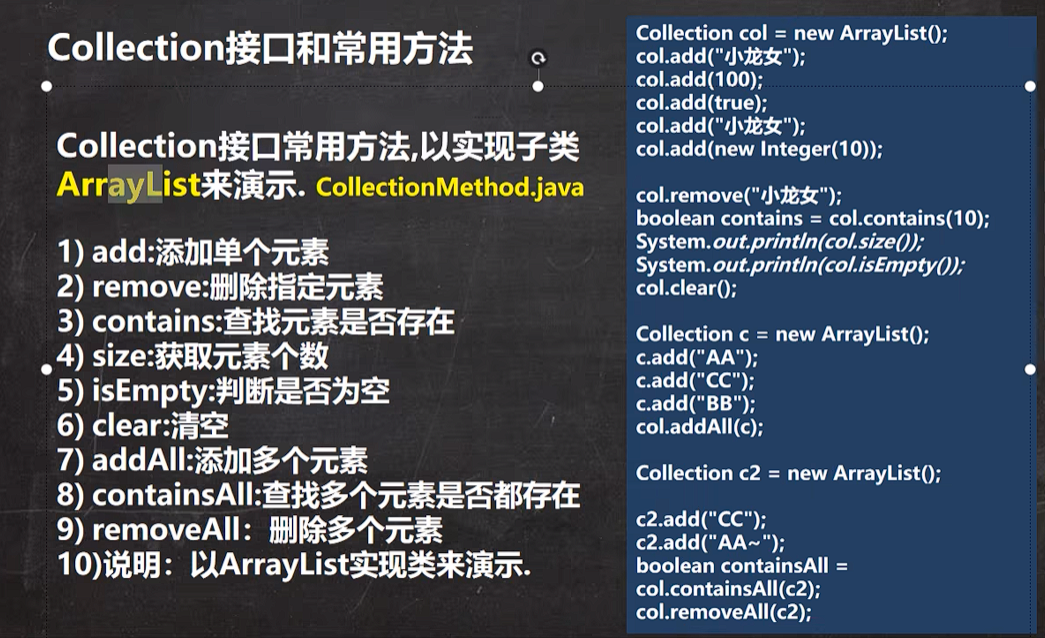 Collection接口和常用方法
Collection接口常用方法,以实现子类
ArrayList来演示. CollectionMethod.java
1) add:添加单个元素
2) remove:删除指定元素
3) contains:查找元素是否存在
4) size:获取元素个数
5) isEmpty:判断是否为空
6) clear:清空
7) addAll:添加多个元素
8) containsAll:查找多个元素是否都存在
9) removeAll：删除多个元素
10)说明：以ArrayList实现类来演示.
Collection col = new ArrayList();
col.add("小龙女");
col.add(100);
col.add(true);
col.add("小龙女");
col.add(new Integer(10));
col.remove("小龙女");
boolean contains = col.contains(10);
System.out.println(col.size());
System.out.println(col.isEmpty());
col.clear();
Collection c = new ArrayList();
c.add("AA");
c.add("CC");
c.add("BB");
col.addAll(c);
Collection c2 = new ArrayList();
c2.add("CC");
c2.add("AA~");
boolean containsAll =
col.containsAll(c2);
col.removeAll(c2);